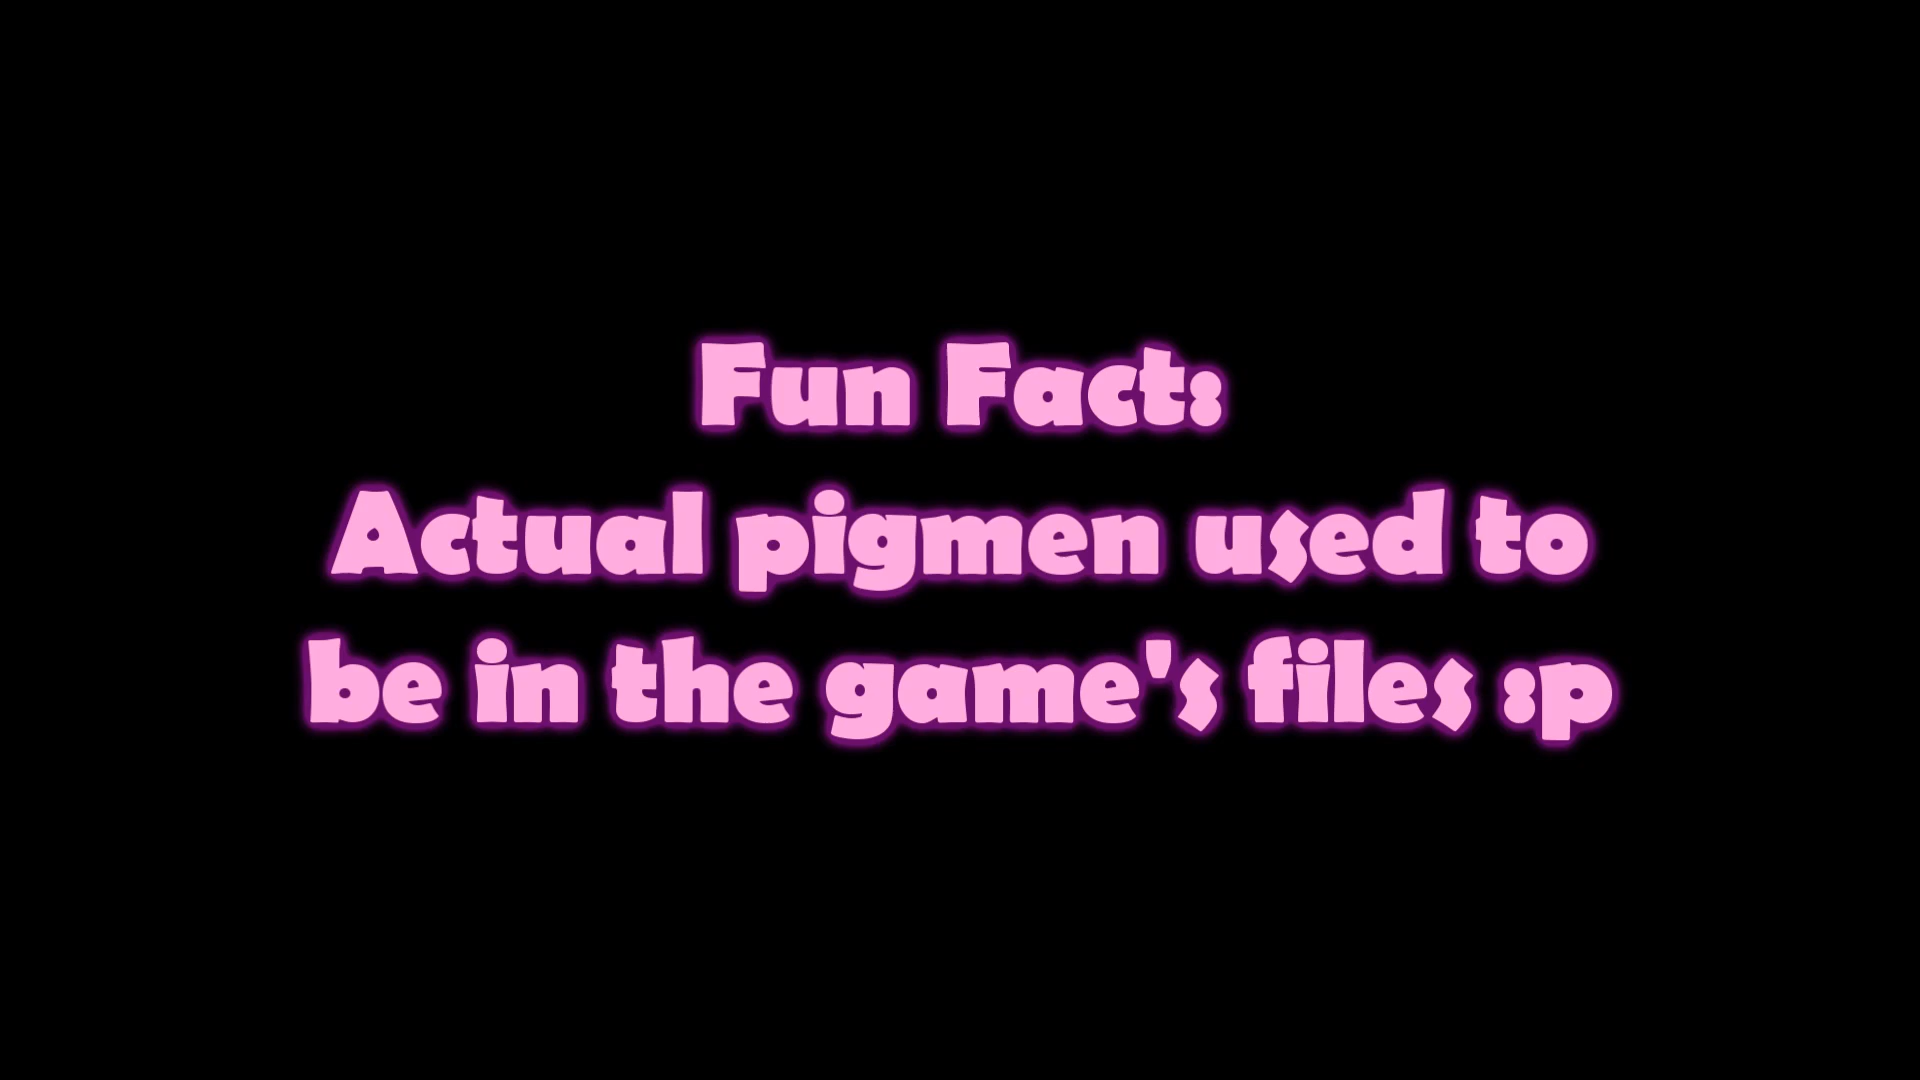 Fun Fact:
Actual pigmen used to
be in the game's files :p